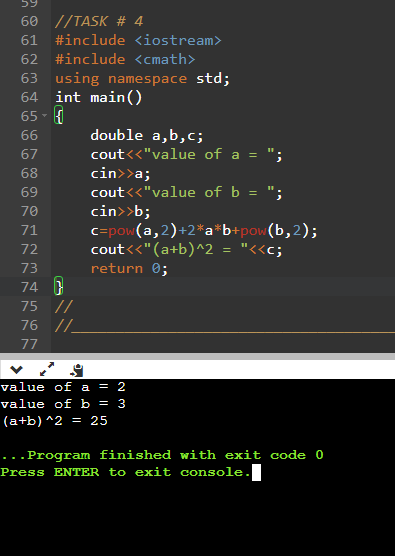 59
60 //TASK # 4
61 #include <iostream>
62 #include <cmath>
63 using namespace std;
64 int main()
65 {
66 double a,b,c;
67 cout<<"value of a = ";
68 cin>>a;
69 cout<<"value of b = ";
70 cin>>b;
71 c=pow(a,2)+2*a*b+pow(b,2);
72 cout<<"(a+b)^2 = "<<c;
73 return 0;
74 }
75 //
76 //______________________________
77
value of a = 2
value of b = 3
(a+b)^2 = 25
...Program finished with exit code 0
Press ENTER to exit console.